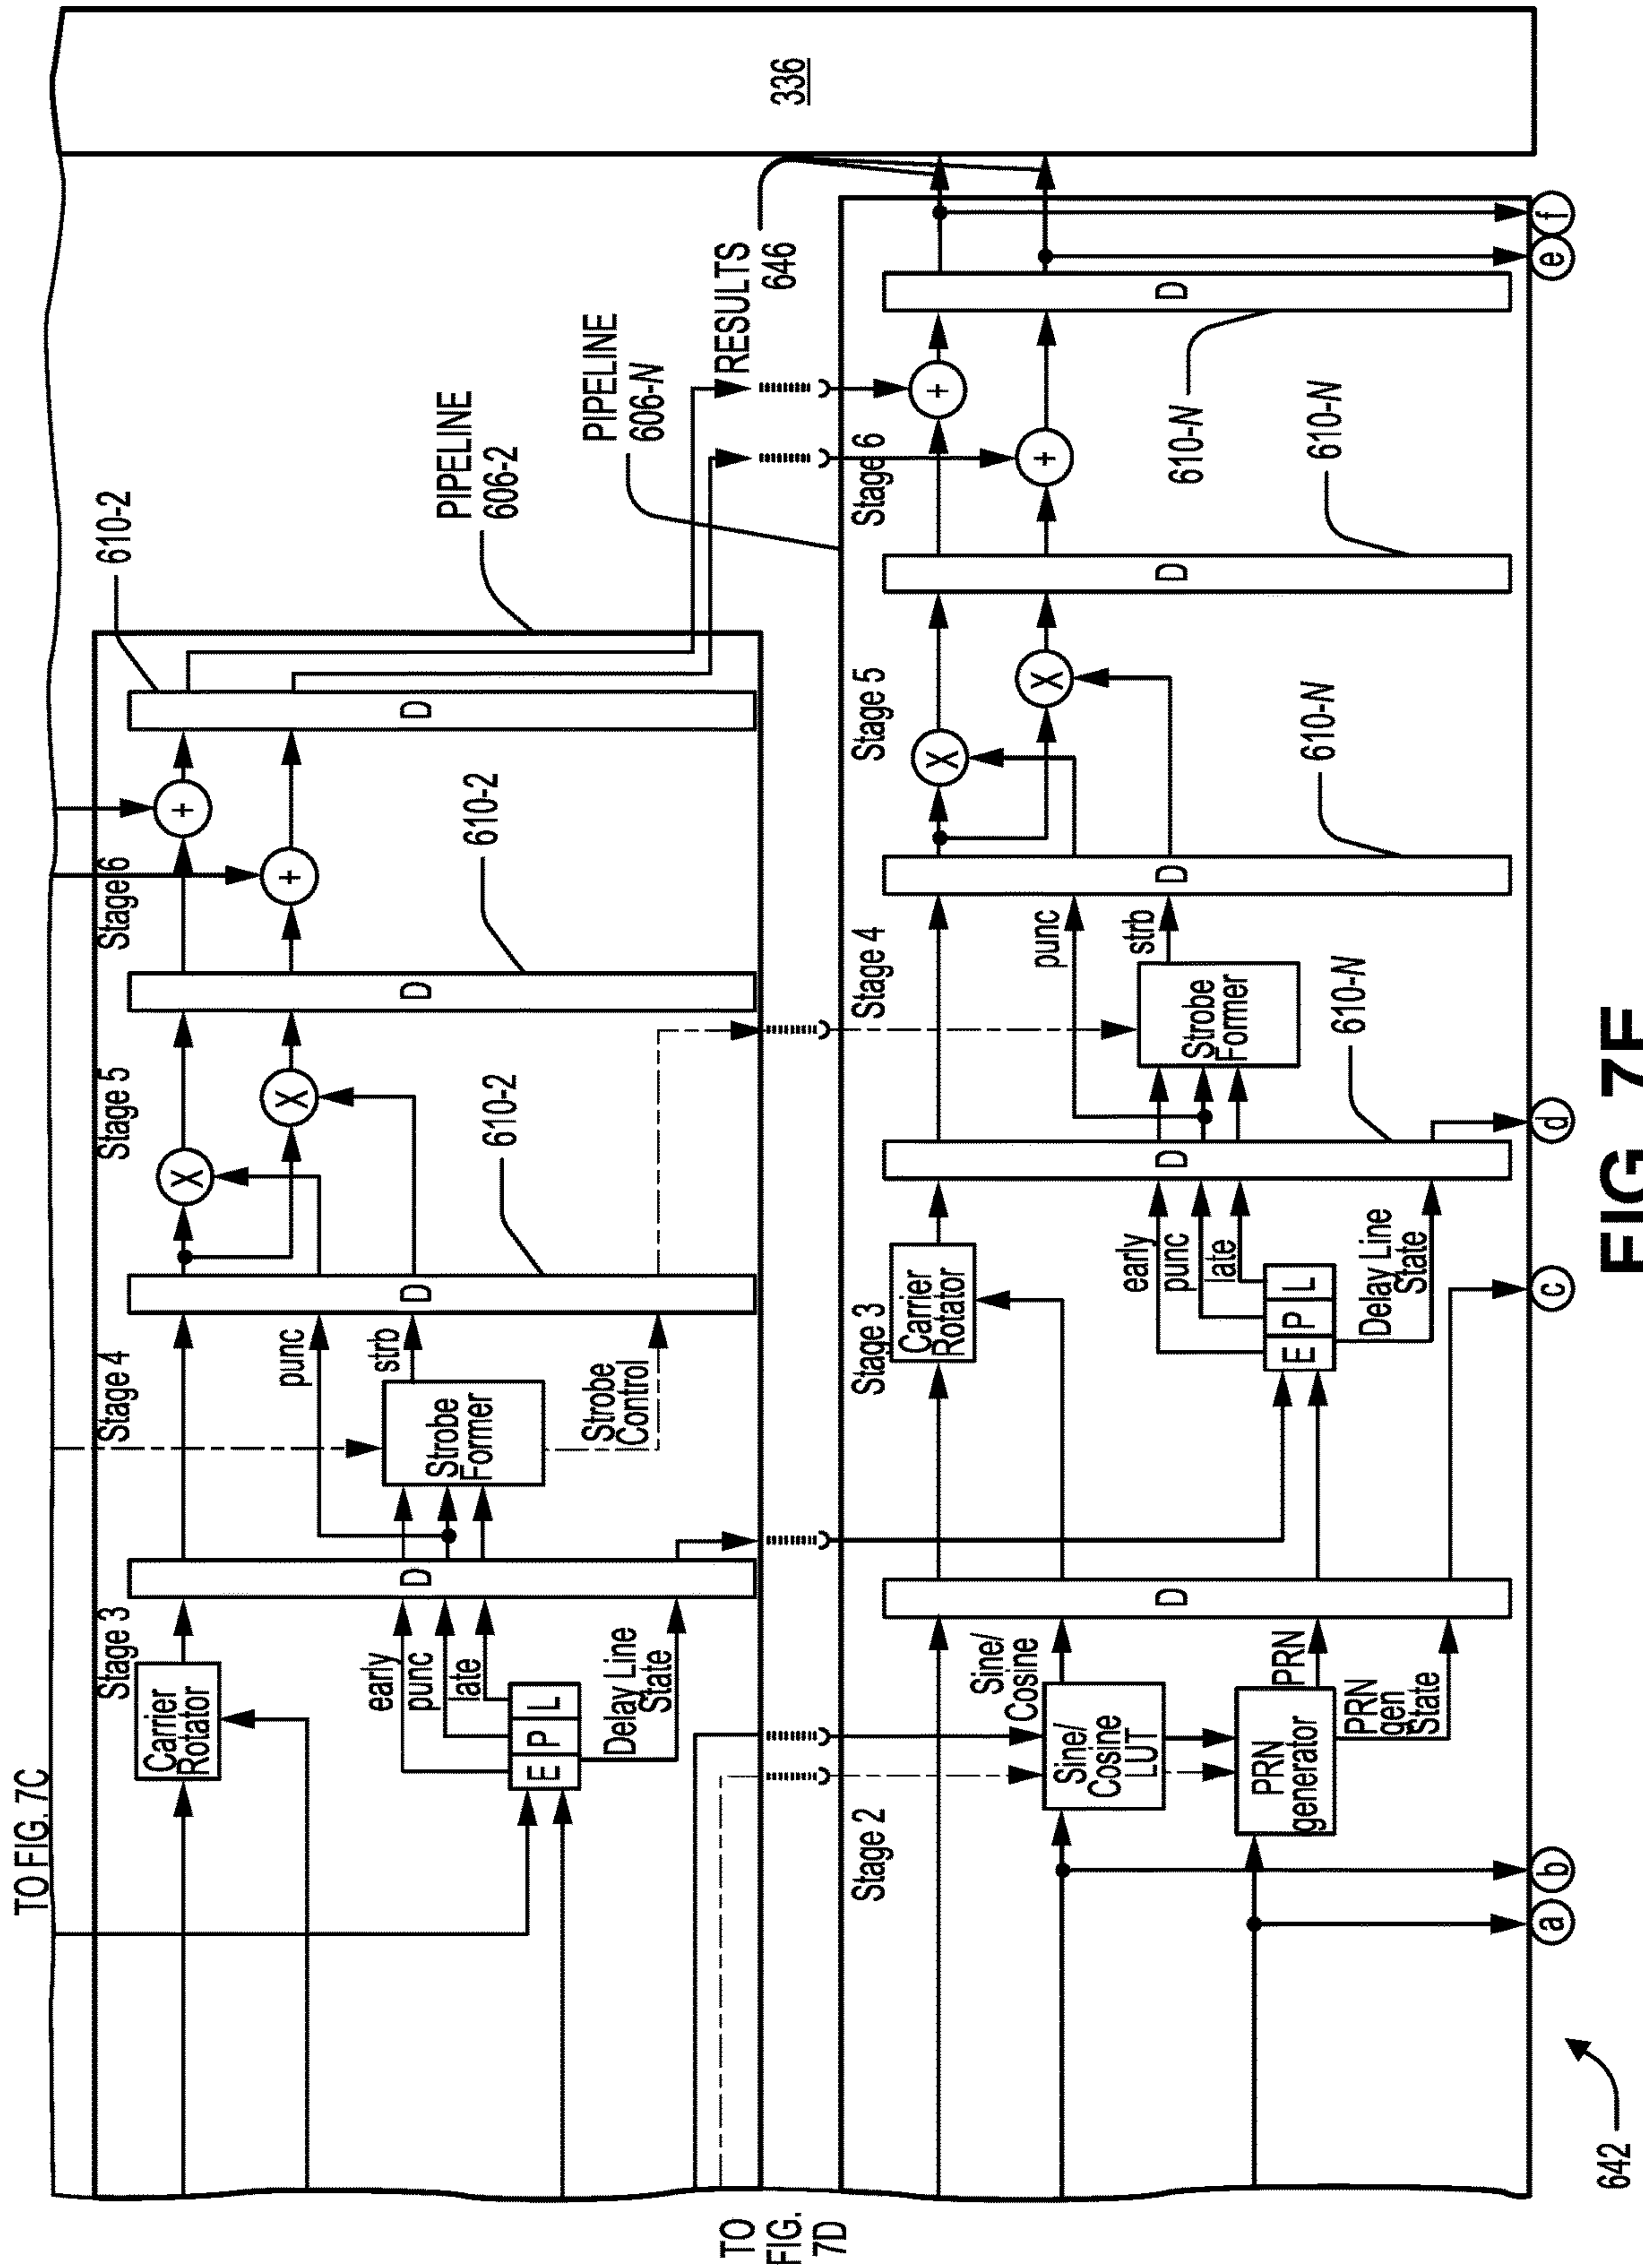 TO FIG. 7C
610-2
Stage 3
Stage 4
Stage 5
Stage 6
Carrier
Rotator
X
+
X
+
punc
early
punc
late
strb
Strobe
Former
D
D
D
D
E P L
610-2
610-2
PIPELINE
606-2
Delay Line
State
Strobe
Control
TO
FIG.
7D
PIPELINE
606-N
RESULTS
646
336
Stage 2
Stage 3
Stage 4
Stage 5
Stage 6
Carrier
Rotator
X
+
X
+
Sine/
Cosine
Sine/
Cosine
LUT
punc
early
punc
late
strb
Strobe
Former
D
D
D
D
D
PRN
generator
PRN
E P L
PRN
gen
State
Delay Line
State
610-N
610-N
610-N
610-N
a
b
c
d
e
f
642
FIG